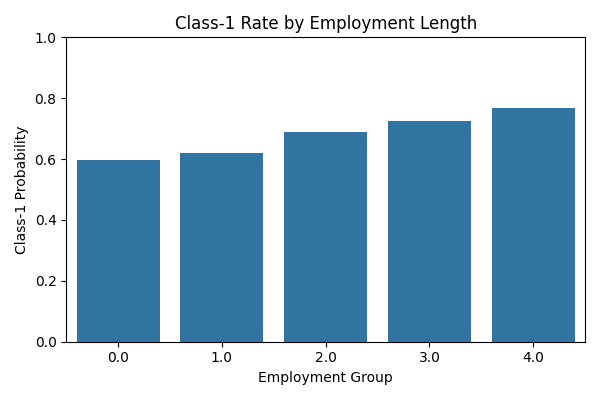 Class-1 Rate by Employment Length
1.0
0.8
0.6
0.4
0.2
0.0
Class-1 Probability
0.0 1.0 2.0 3.0 4.0
Employment Group